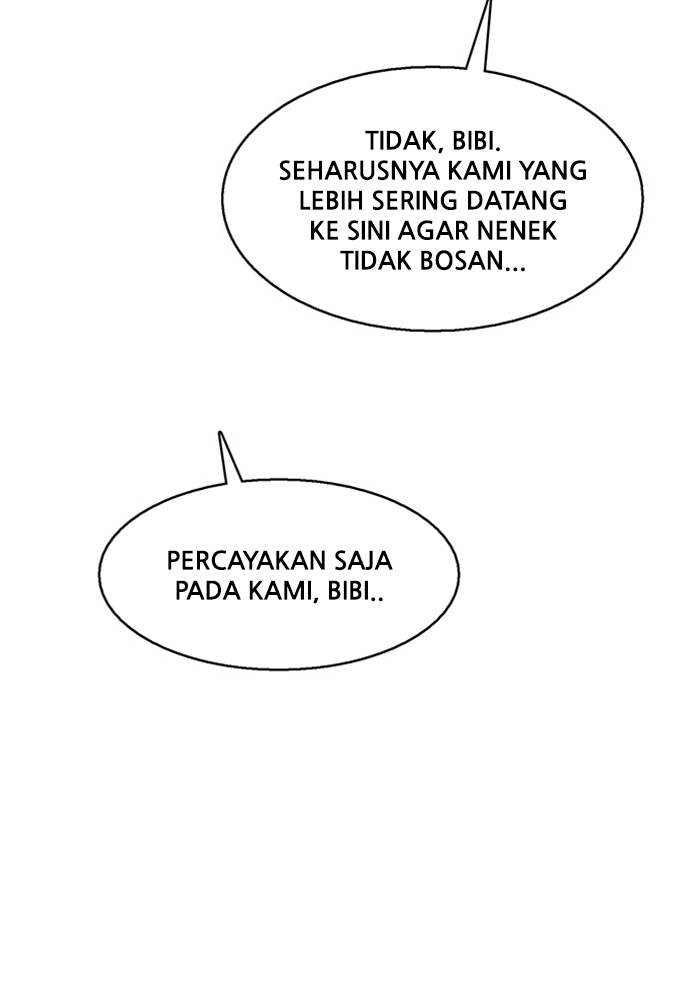 TIDAK, BIBI.
SEHARUSNYA KAMI YANG
LEBIH SERING DATANG
KE SINI AGAR NENEK
TIDAK BOSAN...
PERCAYAKAN SAJA
PADA KAMI, BIBI..